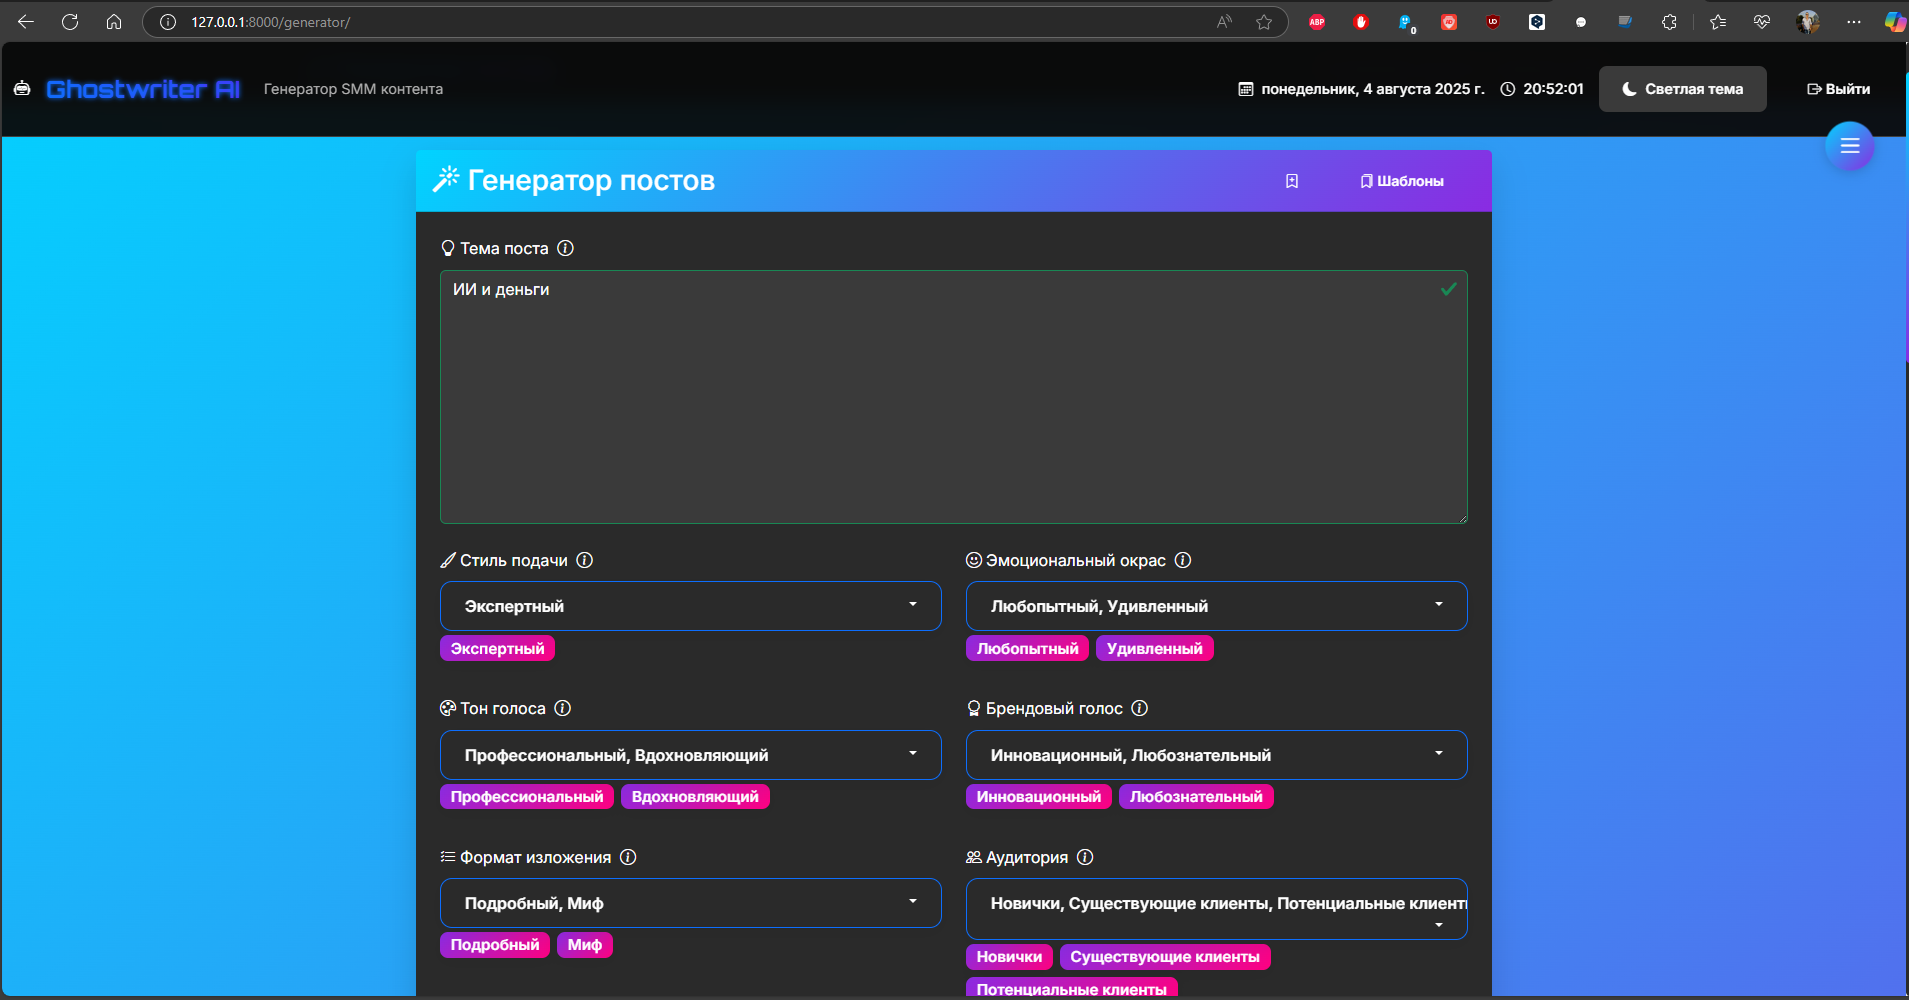 127.0.0.1:8000/generator/
ABP
0
Ghostwriter AI
Генератор SMM контента
понедельник, 4 августа 2025 г.
20:52:01
Светлая тема
Выйти
Генератор постов
Шаблоны
Тема поста
ИИ и деньги
Стиль подачи
Эмоциональный окрас
Экспертный
Любопытный, Удивленный
Экспертный
Любопытный
Удивленный
Тон голоса
Брендовый голос
Профессиональный, Вдохновляющий
Инновационный, Любознательный
Профессиональный
Вдохновляющий
Инновационный
Любознательный
Формат изложения
Аудитория
Подробный, Миф
Новички, Существующие клиенты, Потенциальные клиент
Подробный
Миф
Новички
Существующие клиенты
Потенциальные клиенты